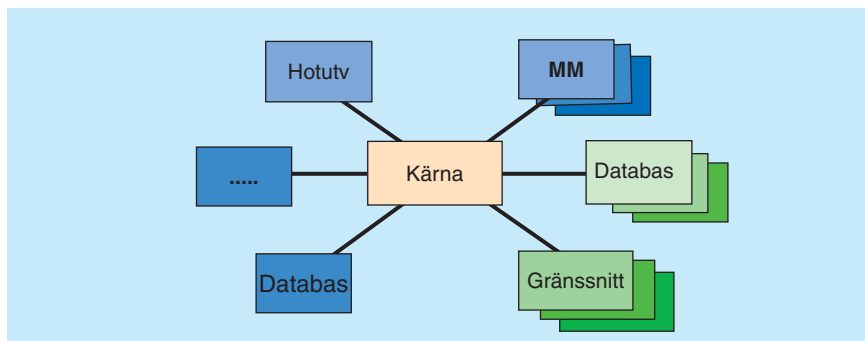 Hotutv
MM
.....
Kärna
Databas
Databas
Gränssnitt